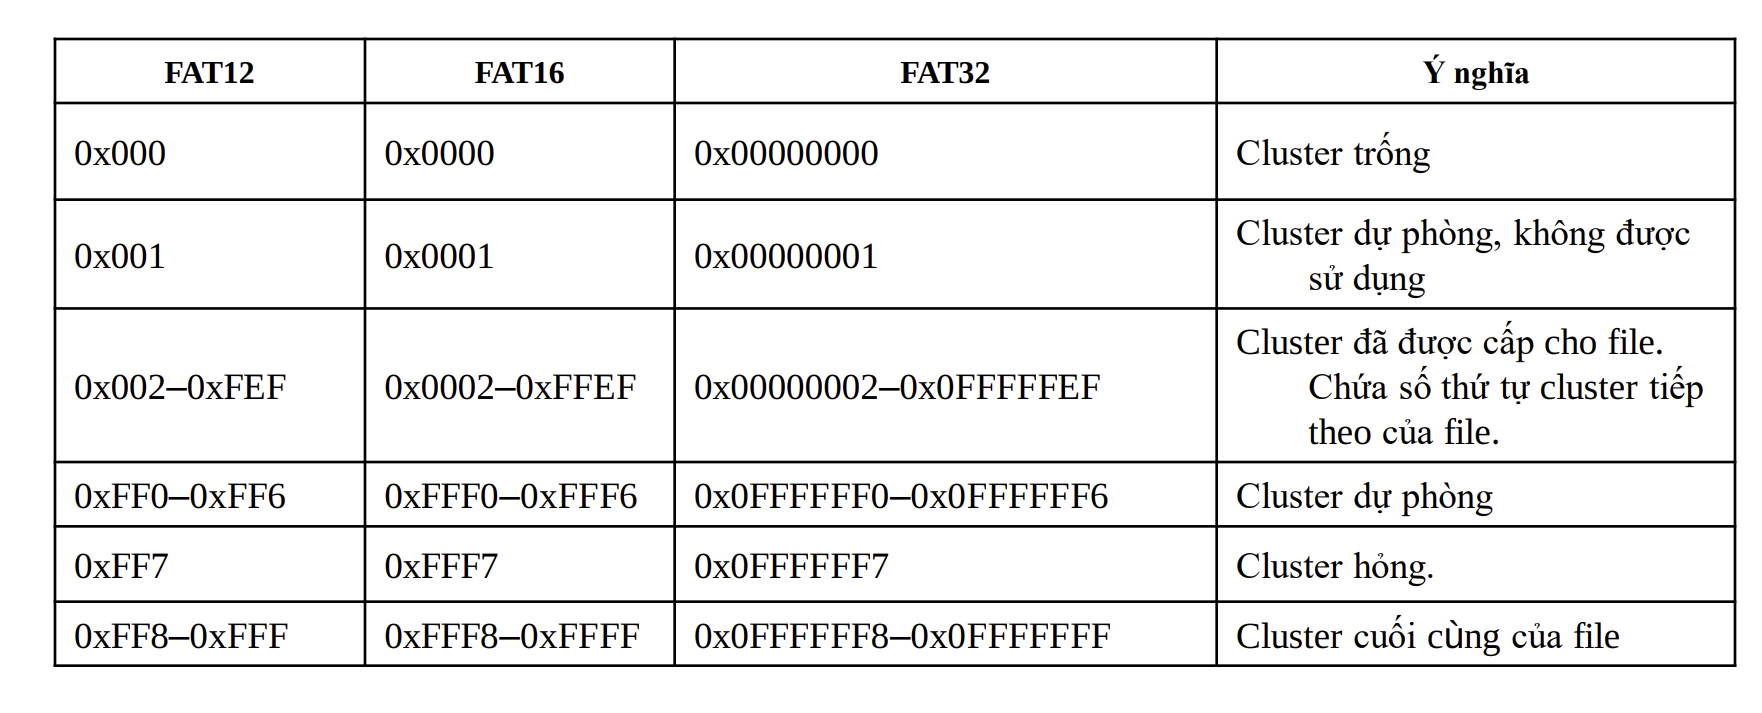 FAT12 FAT16 FAT32 Ý nghĩa
0x000 0x0000 0x00000000 Cluster trống
0x001 0x0001 0x00000001 Cluster dự phòng, không được
sử dụng
0x002–0xFEF 0x0002–0xFFEF 0x00000002–0x0FFFFFEF Cluster đã được cấp cho file.
Chứa số thứ tự cluster tiếp
theo của file.
0xFF0–0xFF6 0xFFF0–0xFFF6 0x0FFFFFF0–0x0FFFFFF6 Cluster dự phòng
0xFF7 0xFFF7 0x0FFFFFF7 Cluster hỏng.
0xFF8–0xFFF 0xFFF8–0xFFFF 0x0FFFFFF8–0x0FFFFFFF Cluster cuối cùng của file